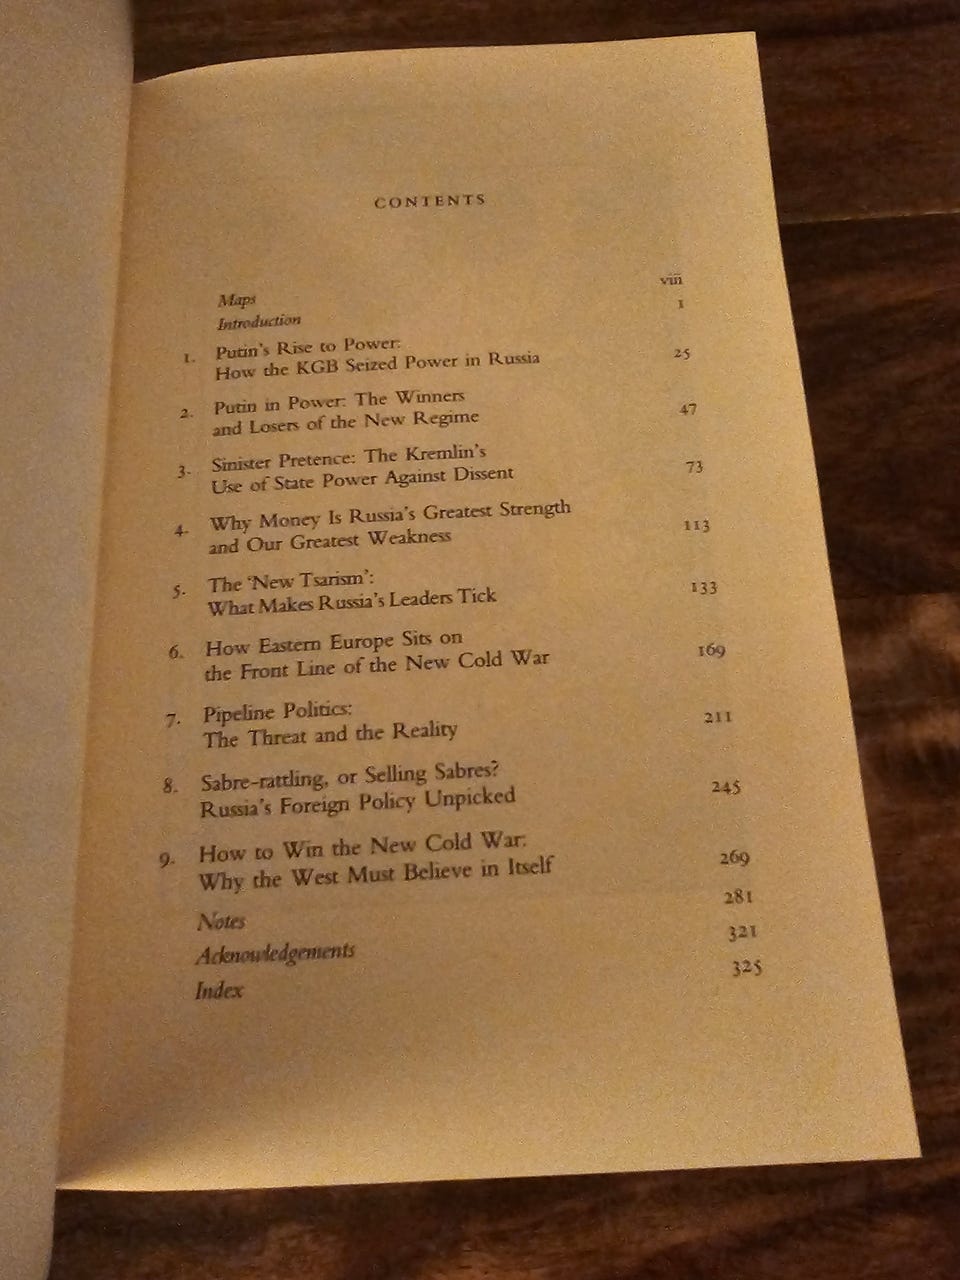 CONTENTS
Maps viii
Introduction 1
1. Putin's Rise to Power:
How the KGB Seized Power in Russia 25
2. Putin in Power: The Winners
and Losers of the New Regime 47
3. Sinister Pretence: The Kremlin's
Use of State Power Against Dissent 73
4. Why Money Is Russia's Greatest Strength
and Our Greatest Weakness 113
5. The 'New Tsarism':
What Makes Russia's Leaders Tick 133
6. How Eastern Europe Sits on
the Front Line of the New Cold War 169
7. Pipeline Politics:
The Threat and the Reality 211
8. Sabre-rattling, or Selling Sabres?
Russia's Foreign Policy Unpicked 245
9. How to Win the New Cold War:
Why the West Must Believe in Itself 269
Notes 281
Acknowledgements 321
Index 325